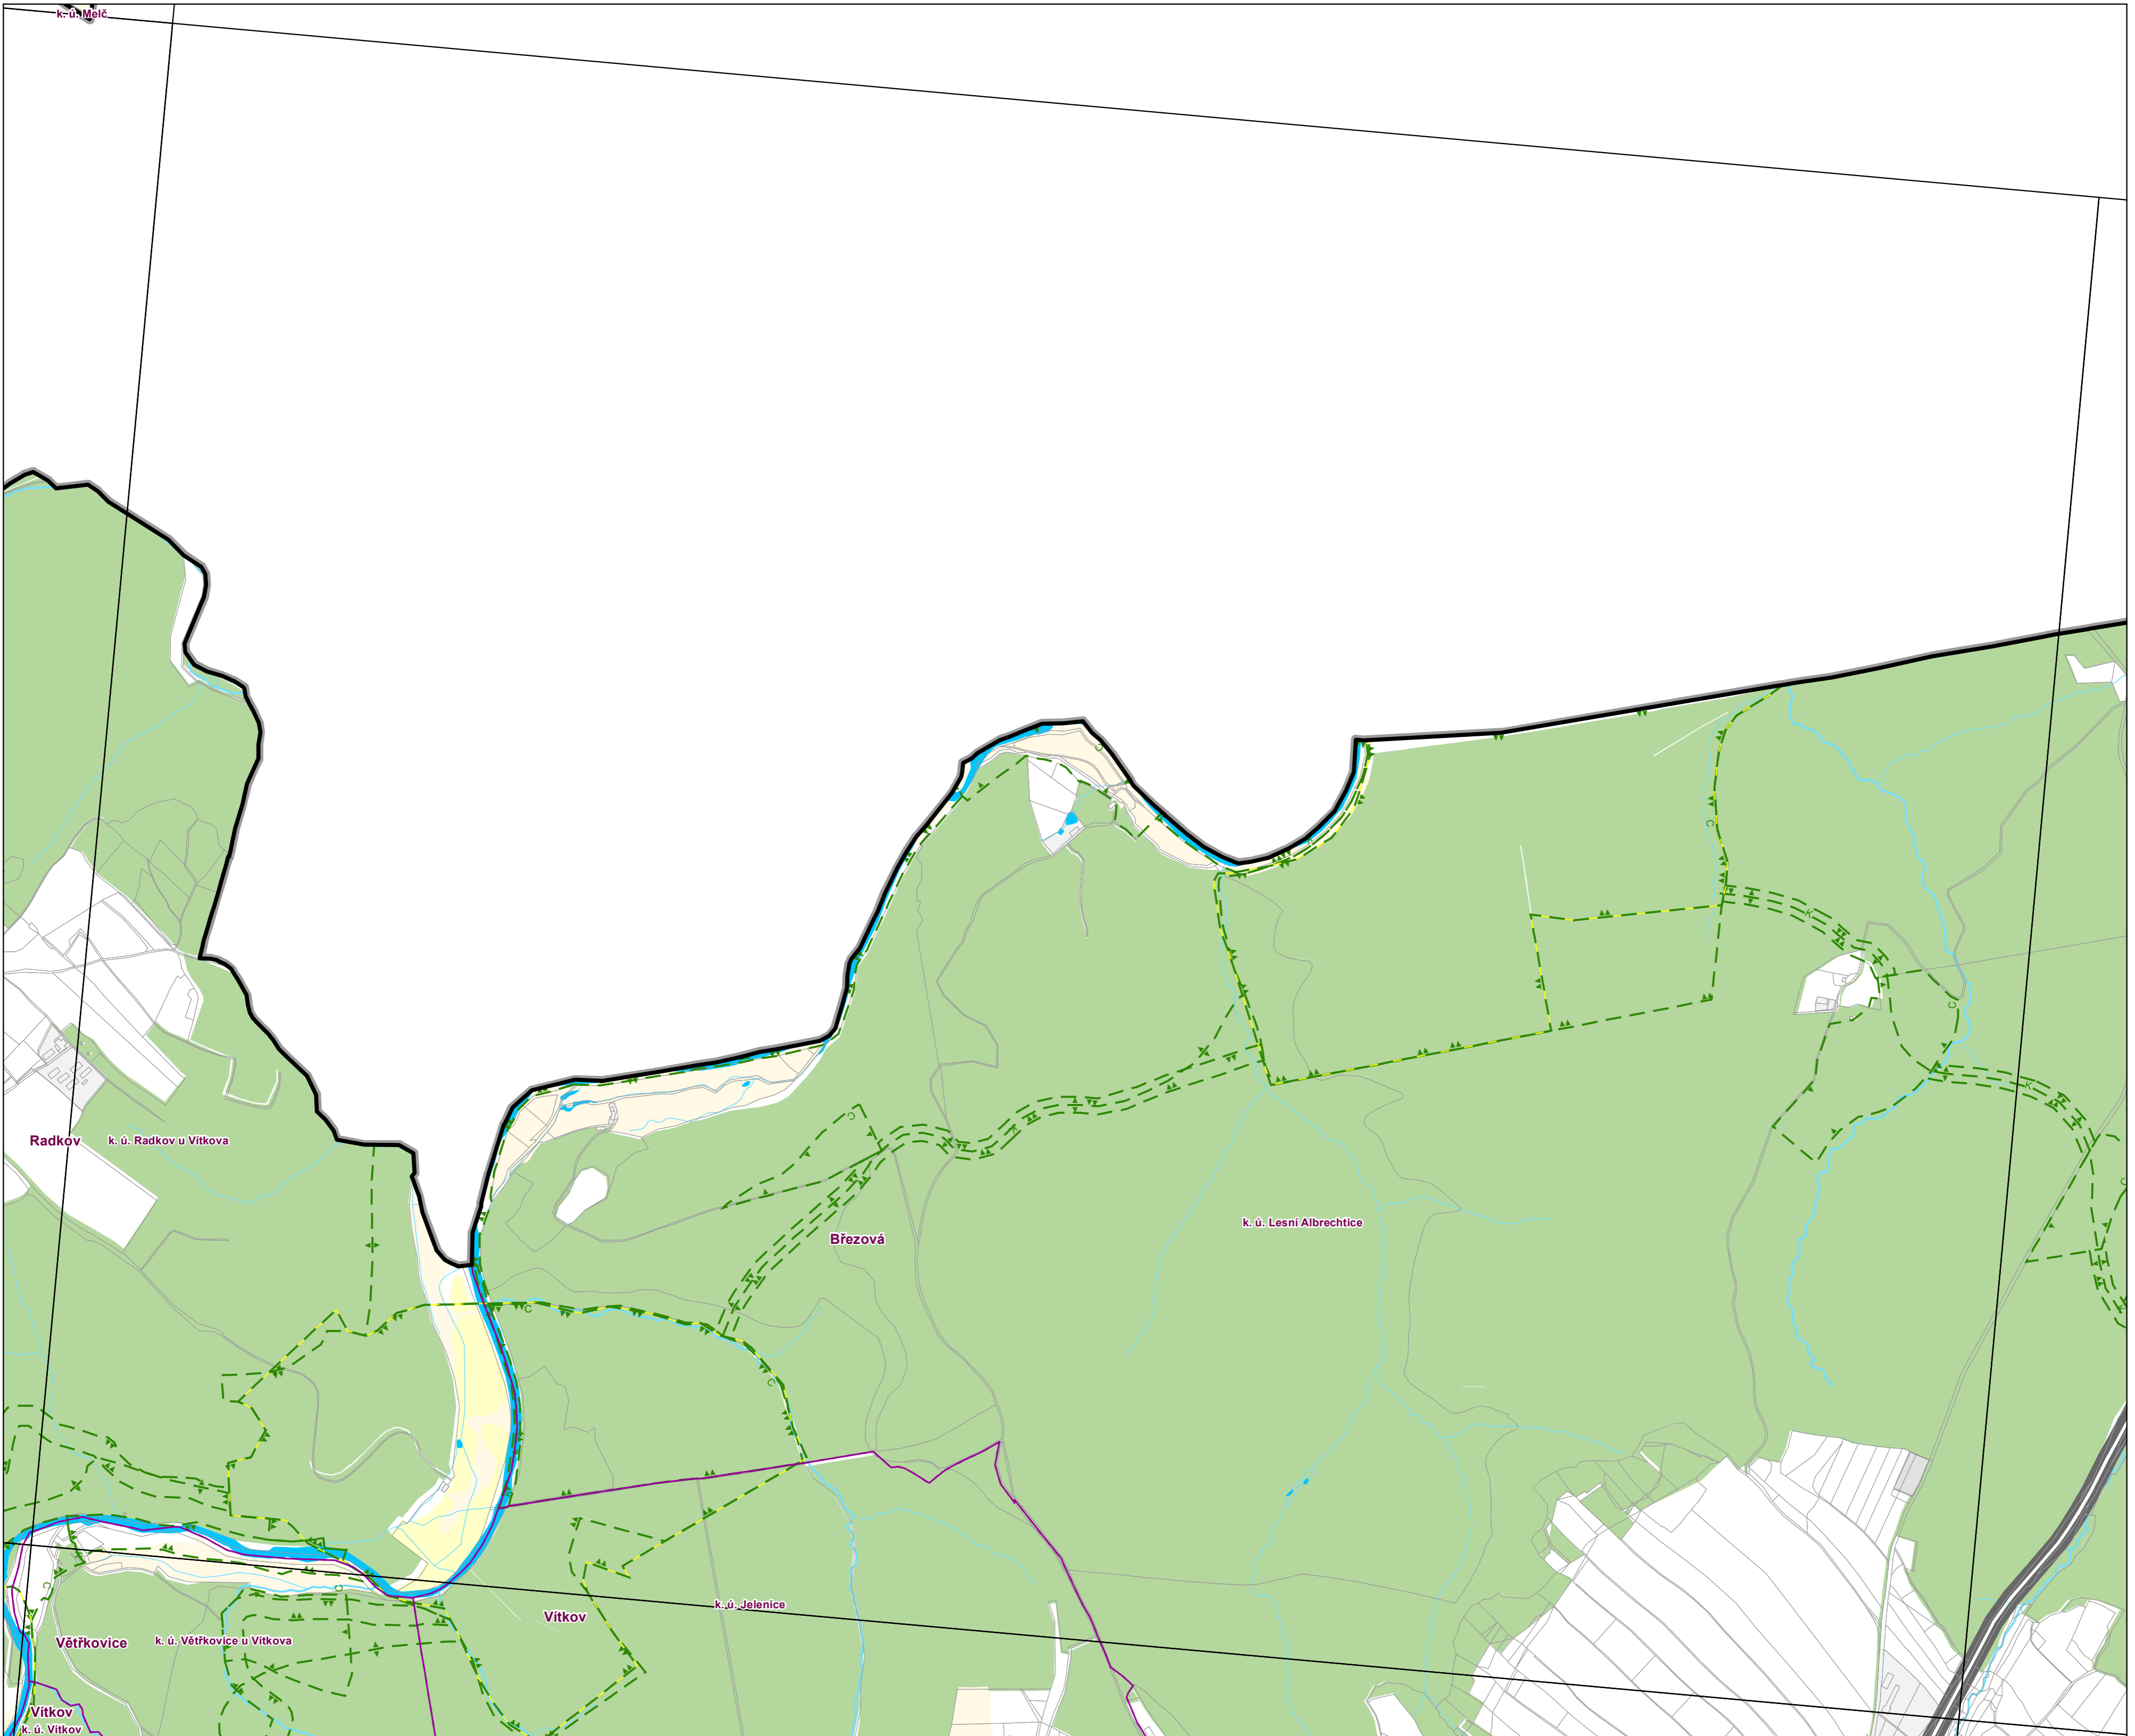 k. ú. Melč
Radkov
k. ú. Radkov u Vítkova
Březová
k. ú. Lesní Albrechtice
C
C
K
C
K
C
C
K
C
C
C
Vítkov
k. ú. Jelenice
Větřkovice
k. ú. Větřkovice u Vítkova
Vítkov
k. ú. Vítkov